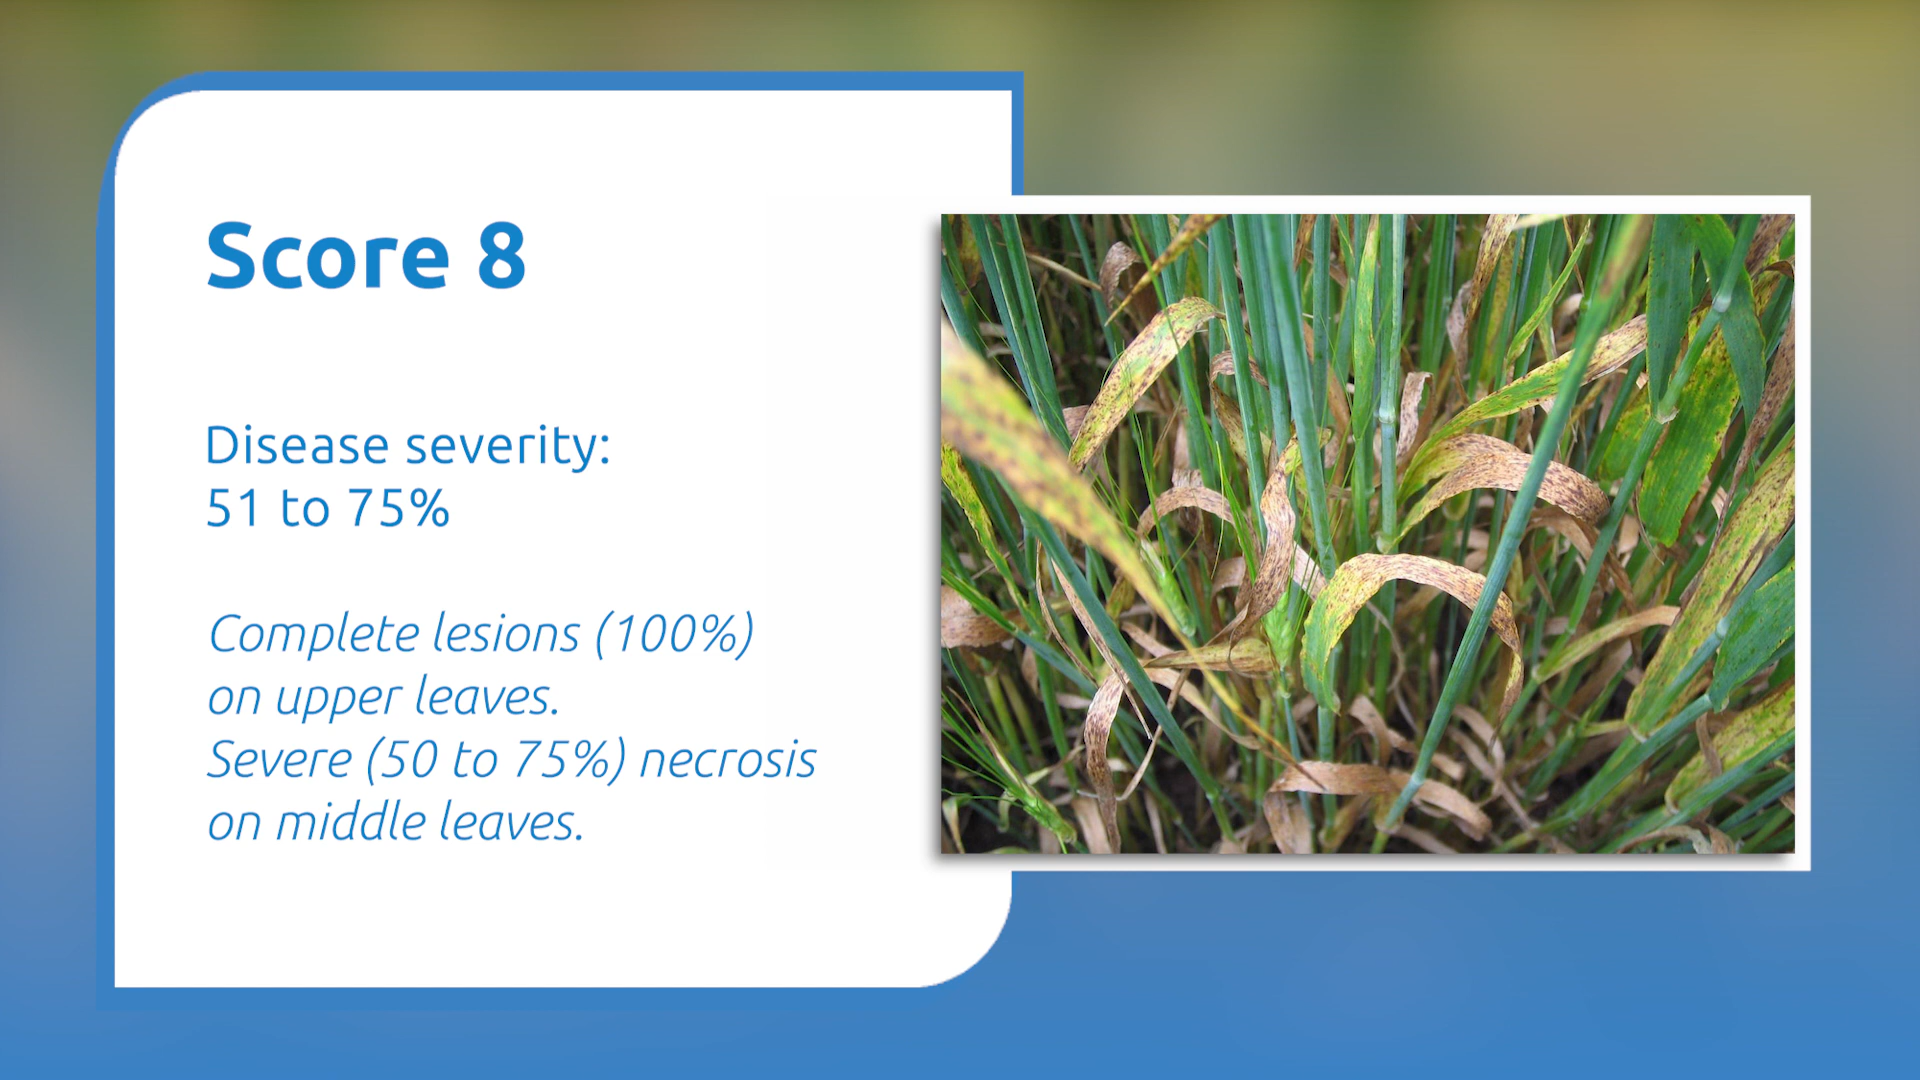 Score 8
Disease severity:
51 to 75%
Complete lesions (100%)
on upper leaves.
Severe (50 to 75%) necrosis
on middle leaves.